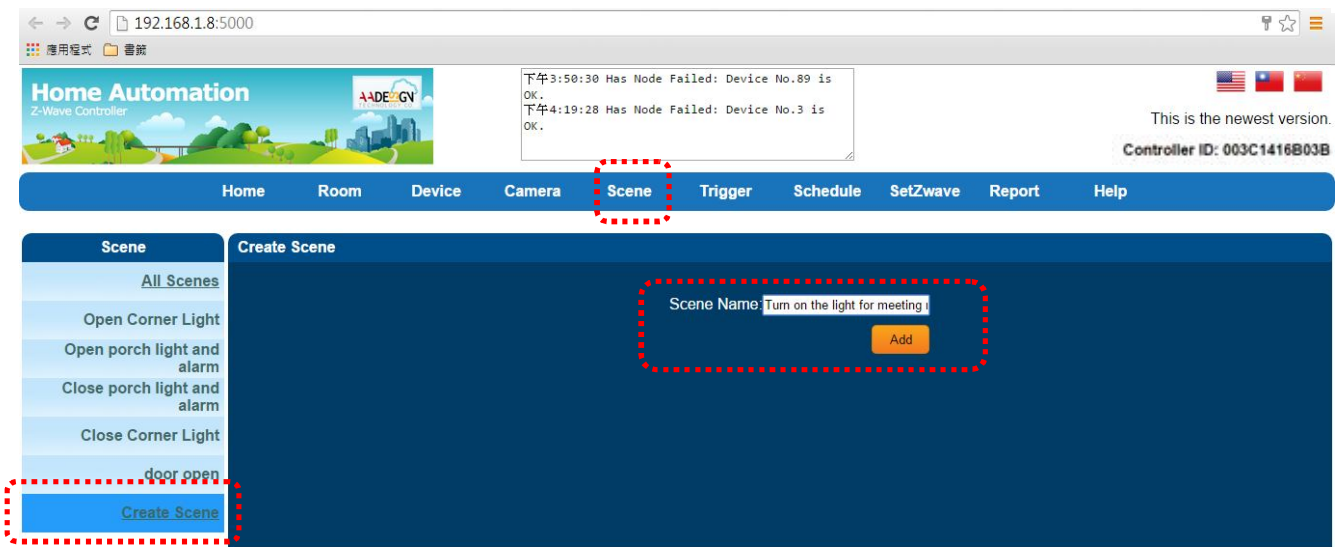 192.168.1.8:5000
應用程式 書籤
Home Automation
Z-Wave Controller
AADESIGN
TECHNOLOGY CO.
下午3:50:30 Has Node Failed: Device No.89 is
OK.
下午4:19:28 Has Node Failed: Device No.3 is
OK.
This is the newest version.
Controller ID: 003C1416B03B
Home Room Device Camera Scene Trigger Schedule SetZwave Report Help
Scene
All Scenes
Open Corner Light
Open porch light and
alarm
Close porch light and
alarm
Close Corner Light
door open
Create Scene
Create Scene
Scene Name: Turn on the light for meeting
Add